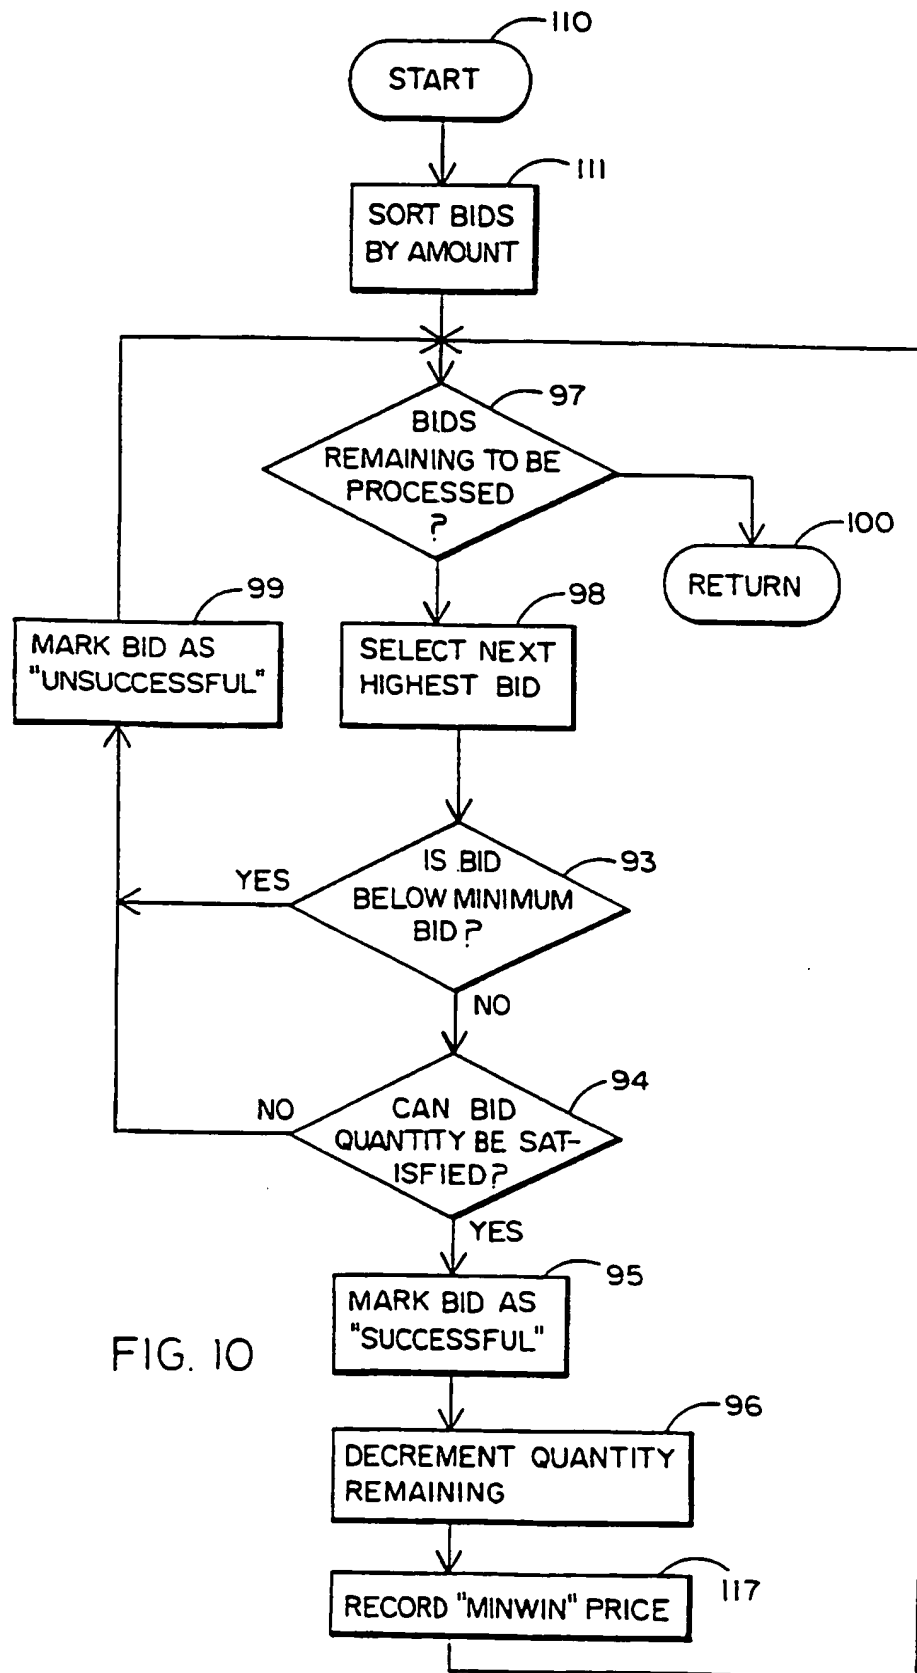 110
START
111
SORT BIDS
BY AMOUNT
97
BIDS
REMAINING TO BE
PROCESSED
?
100
RETURN
99
MARK BID AS
"UNSUCCESSFUL"
98
SELECT NEXT
HIGHEST BID
93
IS BID
BELOW MINIMUM
BID?
YES
NO
94
CAN BID
QUANTITY BE SAT-
ISFIED?
NO
YES
95
MARK BID AS
"SUCCESSFUL"
FIG. 10
96
DECREMENT QUANTITY
REMAINING
117
RECORD "MINWIN" PRICE